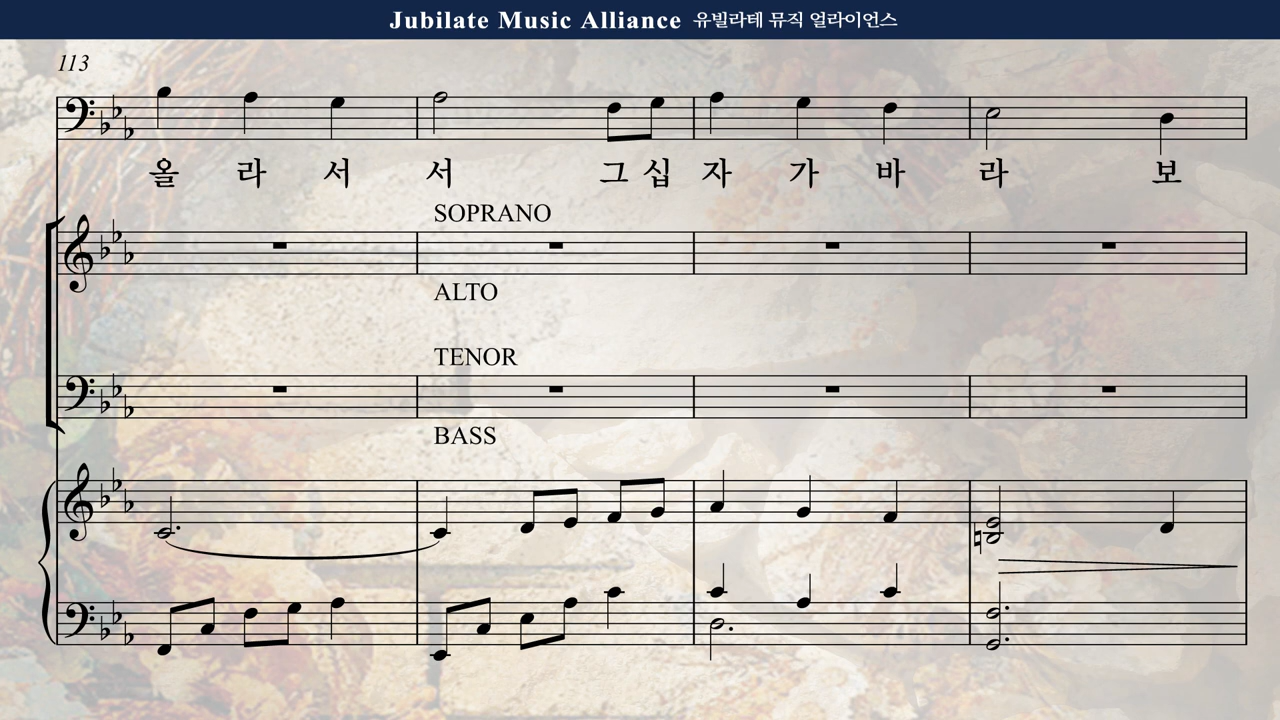 Jubilate Music Alliance 유빌라테 뮤직 얼라이언스
113
올 라 서 서 그 십 자 가 바 라 보
SOPRANO
ALTO
TENOR
BASS